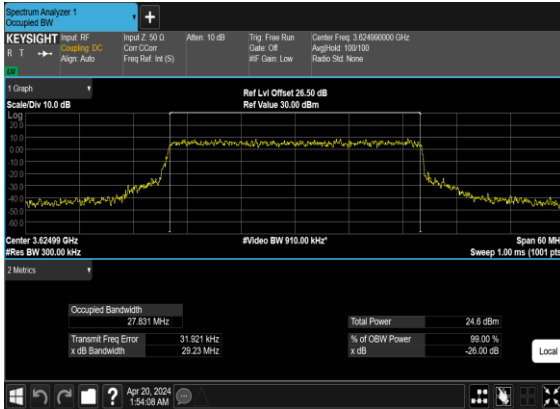 Spectrum Analyzer 1
Occupied BW
KEYSIGHT Input: RF Input Z: 50 Ω Atten: 10 dB Trig: Free Run Center Freq: 3.624990000 GHz
R T Coupling: DC Corr CCorr Gate: Off Avg|Hold: 100/100
Align: Auto Freq Ref: Int (S) #IF Gain: Low Radio Std: None
LXI
1 Graph Ref Lvl Offset 26.50 dB
Scale/Div 10.0 dB Ref Value 30.00 dBm
Log
20.0
10.0
0.00
-10.0
-20.0
-30.0
-40.0
-50.0
-60.0
Center 3.62499 GHz #Video BW 910.00 kHz* Span 60 MH
#Res BW 300.00 kHz Sweep 1.00 ms (1001 pts
2 Metrics
Occupied Bandwidth
27.831 MHz Total Power 24.6 dBm
Transmit Freq Error 31.921 kHz % of OBW Power 99.00 %
x dB Bandwidth 29.23 MHz x dB -26.00 dB
Local
Apr 20, 2024
1:54:08 AM